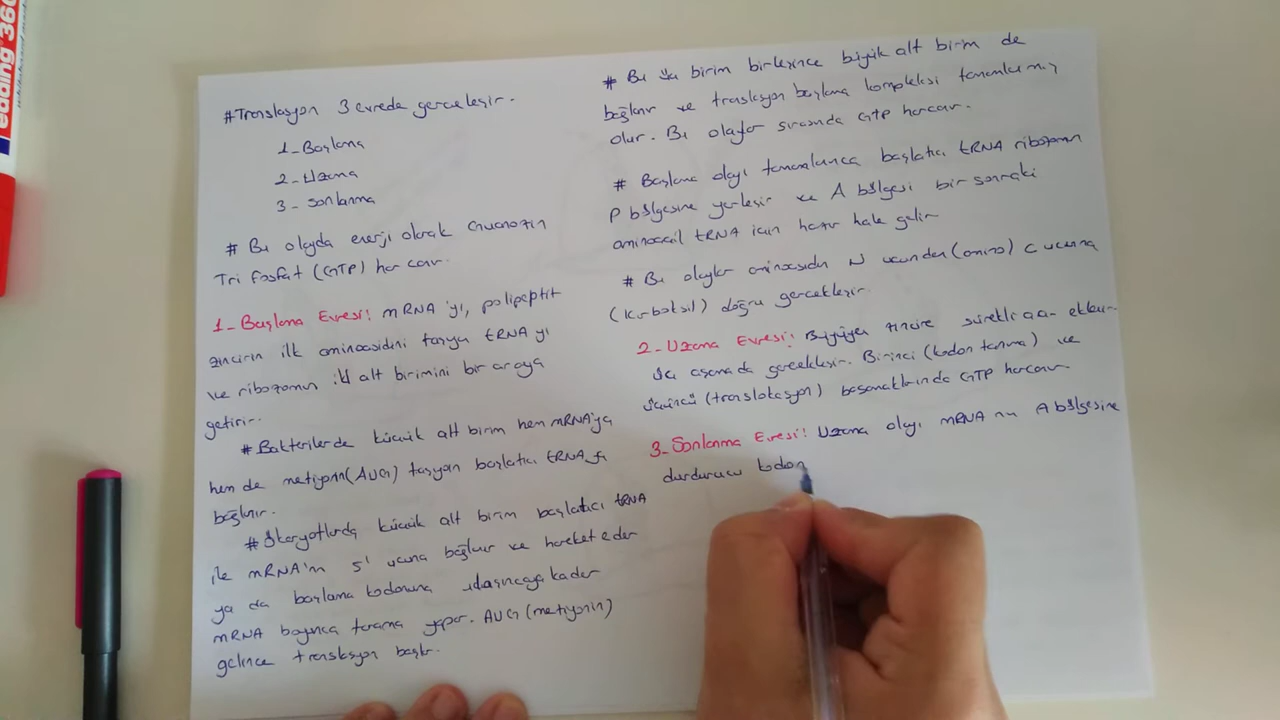 edding 360
#Translasyon 3 evrede gerçekleşir.
1-Başlama
2-Uzama
3-Sonlanma
# Bu olayda enerji olarak Guanozin
Tri fosfat (GTP) harcanır.
1-Başlama Evresi! mRNA'yı, polipeptit
zincirin ilk aminoasidini taşıyan tRNA'yı
ve ribozomun iki alt birimini bir araya
getirir.
#Bakterilerde küçük alt birim hem mRNA'ya
hem de metiyonin(AUG) taşıyan başlatıcı tRNA'ya
bağlanır.
#Ökaryotlarda küçük alt birim başlatıcı tRNA
ile mRNA'nın 5' ucuna bağlanır ve hareket eder
ya da başlama kodonuna ulaşıncaya kadar
mRNA boyunca tarama yapar. AUG (metiyonin)
gelince translasyon başlar.
# Bu üç birim birleşince büyük alt birim de
bağlanır ve translasyon başlama kompleksi tamamlanmış
olur. Bu olaylar sırasında GTP harcanır.
# Başlama olayı tamamlanınca başlatıcı tRNA ribozomun
P bölgesine yerleşir ve A bölgesi bir sonraki
aminoacil tRNA için hazır hale gelir
# Bu olaylar aminoasidin N ucundan (amino) C ucuna
(karboksil) doğru gerçekleşir.
2-Uzama Evresi! Büyüyen zincire sürekli a.a. eklenir
üç aşamada gerçekleşir. Birinci (kodon tanıma) ve
üçüncü (translokasyon) basamaklarında GTP harcanır
3-Sonlanma Evresi! Uzama olayı mRNA'nın A bölgesine
durdurucu kodon